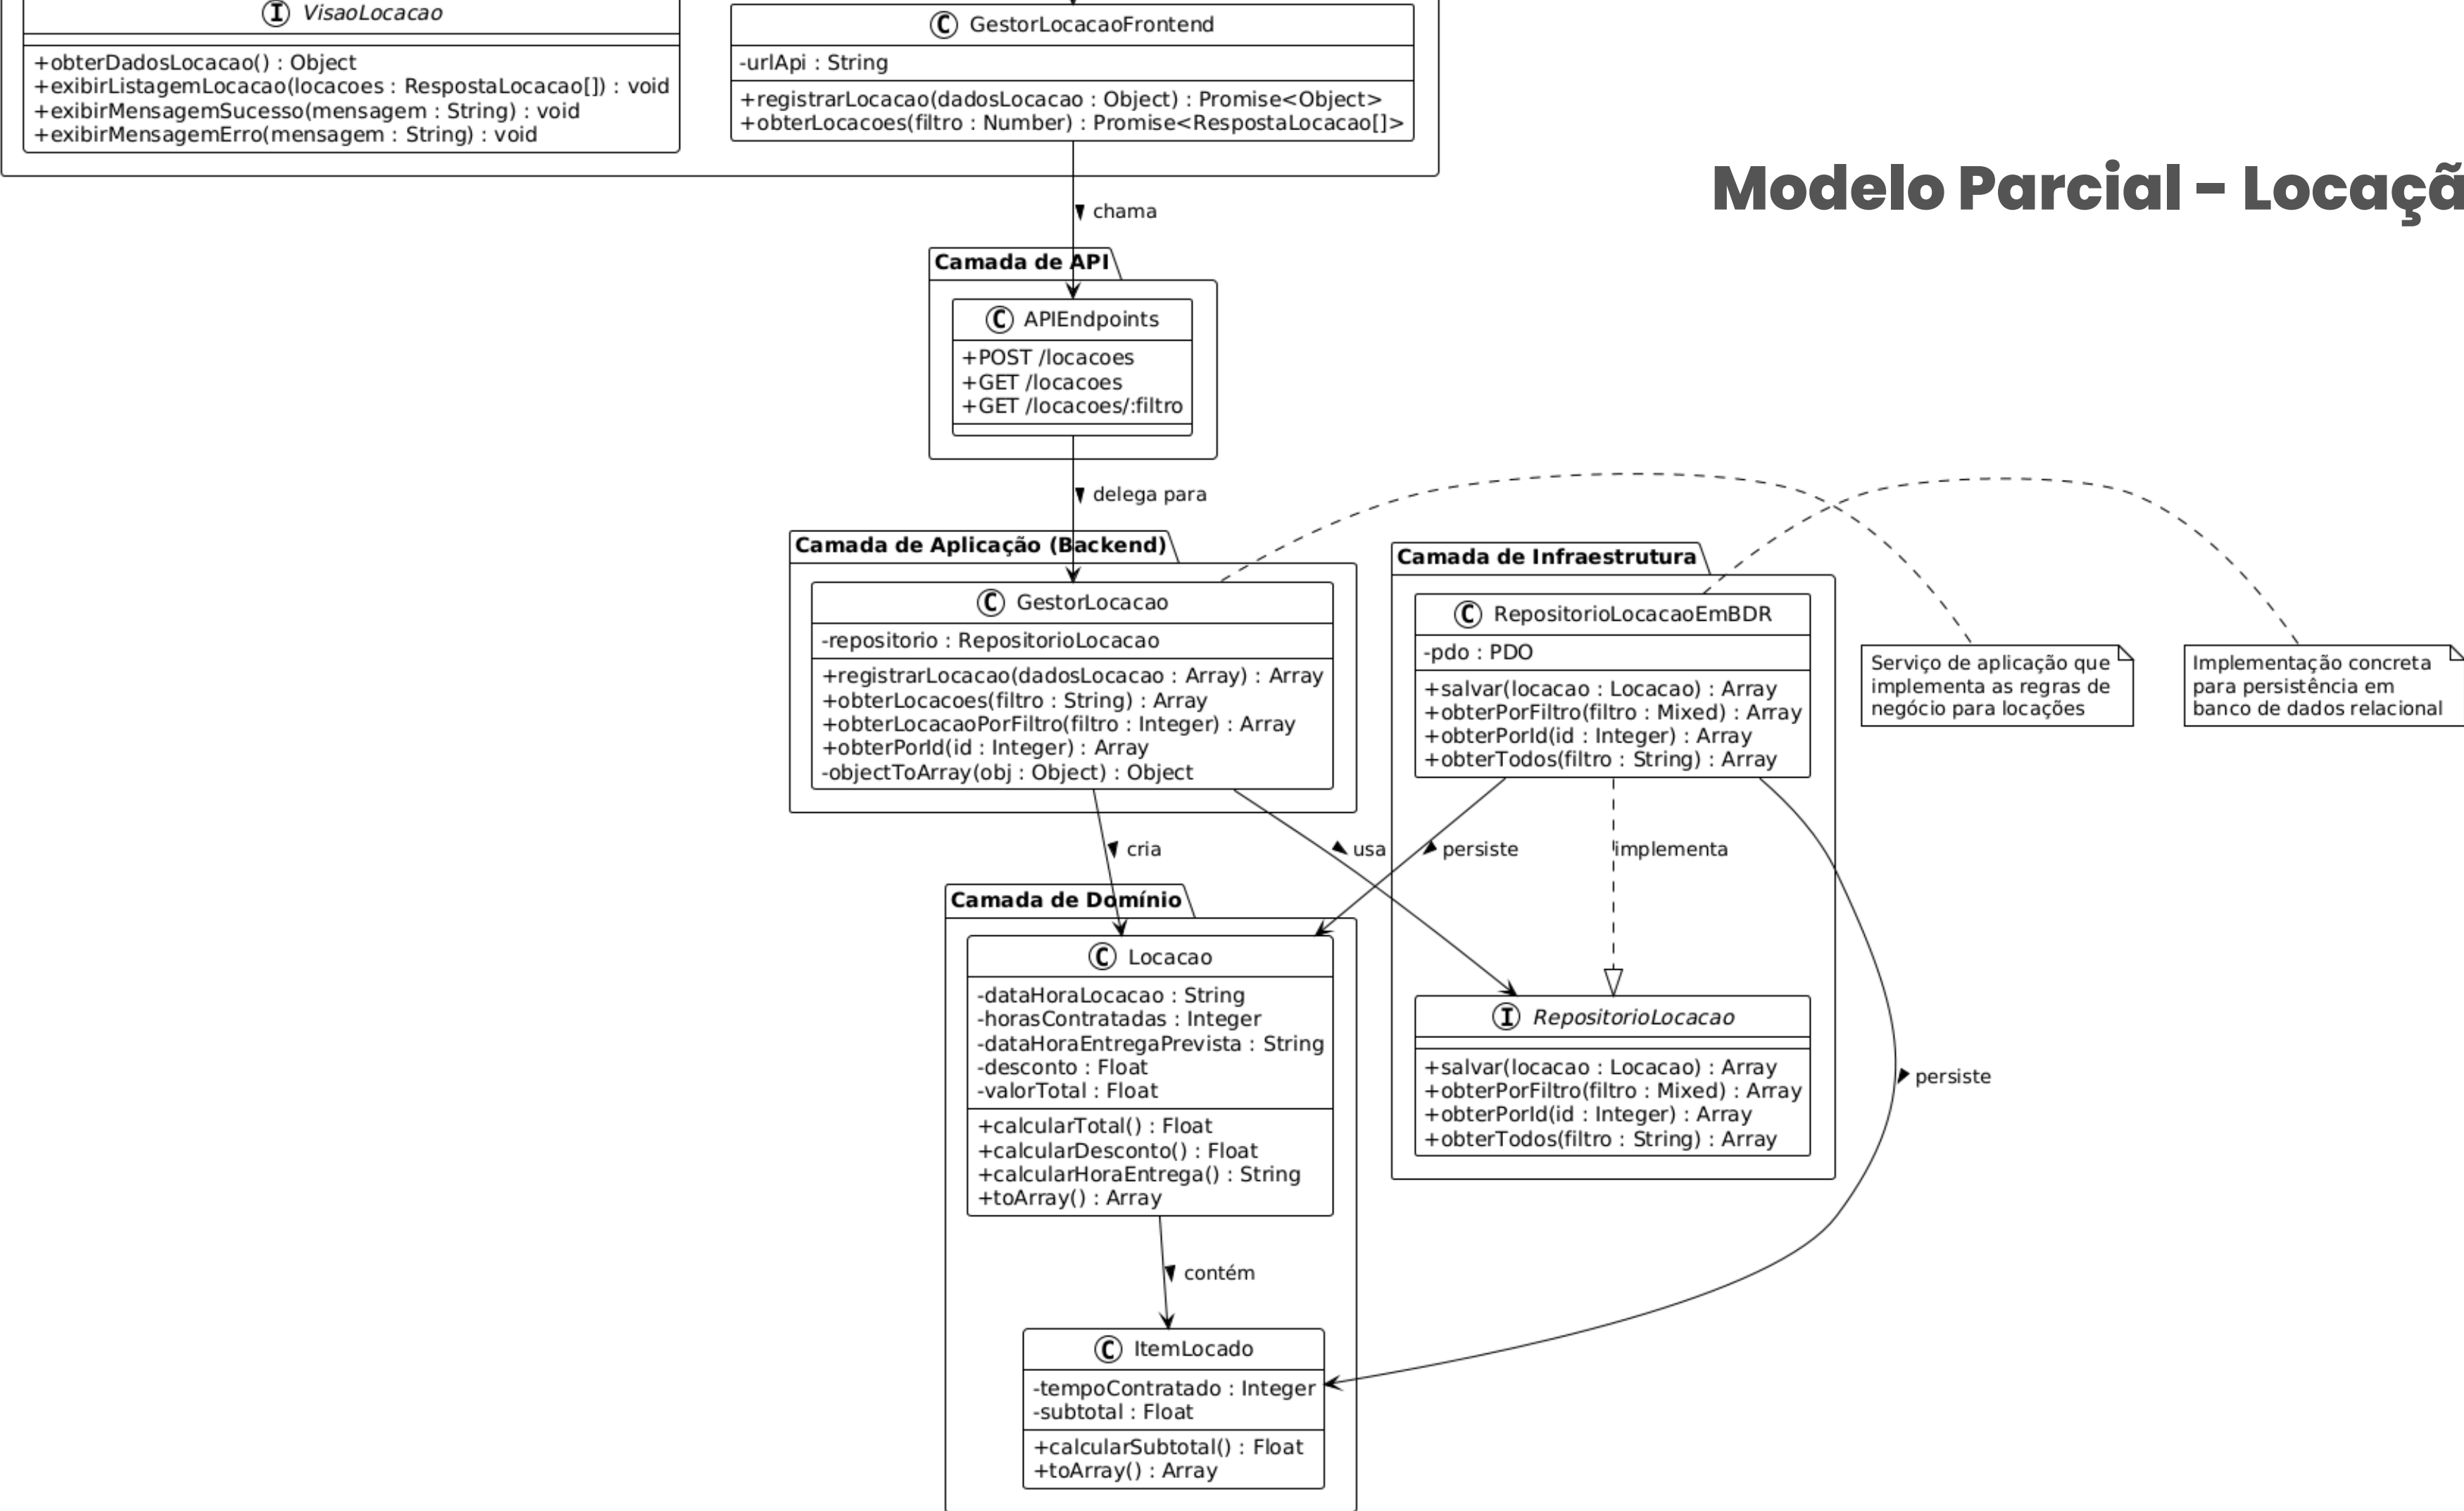 VisaoLocacao
+obterDadosLocacao() : Object
+exibirListagemLocacao(locacoes : RespostaLocacao[]) : void
+exibirMensagemSucesso(mensagem : String) : void
+exibirMensagemErro(mensagem : String) : void
GestorLocacaoFrontend
-urlApi : String
+registrarLocacao(dadosLocacao : Object) : Promise<Object>
+obterLocacoes(filtro : Number) : Promise<RespostaLocacao[]>
Modelo Parcial - Locaçã
chama
Camada de API
APIEndpoints
+POST /locacoes
+GET /locacoes
+GET /locacoes/:filtro
delega para
Camada de Aplicação (Backend)
GestorLocacao
-repositorio : RepositorioLocacao
+registrarLocacao(dadosLocacao : Array) : Array
+obterLocacoes(filtro : String) : Array
+obterLocacaoPorFiltro(filtro : Integer) : Array
+obterPorId(id : Integer) : Array
-objectToArray(obj : Object) : Object
Camada de Infraestrutura
RepositorioLocacaoEmBDR
-pdo : PDO
+salvar(locacao : Locacao) : Array
+obterPorFiltro(filtro : Mixed) : Array
+obterPorId(id : Integer) : Array
+obterTodos(filtro : String) : Array
Serviço de aplicação que
implementa as regras de
negócio para locações
Implementação concreta
para persistência em
banco de dados relacional
cria
usa
persiste
implementa
Camada de Domínio
Locacao
-dataHoraLocacao : String
-horasContratadas : Integer
-dataHoraEntregaPrevista : String
-desconto : Float
-valorTotal : Float
+calcularTotal() : Float
+calcularDesconto() : Float
+calcularHoraEntrega() : String
+toArray() : Array
RepositorioLocacao
+salvar(locacao : Locacao) : Array
+obterPorFiltro(filtro : Mixed) : Array
+obterPorId(id : Integer) : Array
+obterTodos(filtro : String) : Array
persiste
contém
ItemLocado
-tempoContratado : Integer
-subtotal : Float
+calcularSubtotal() : Float
+toArray() : Array